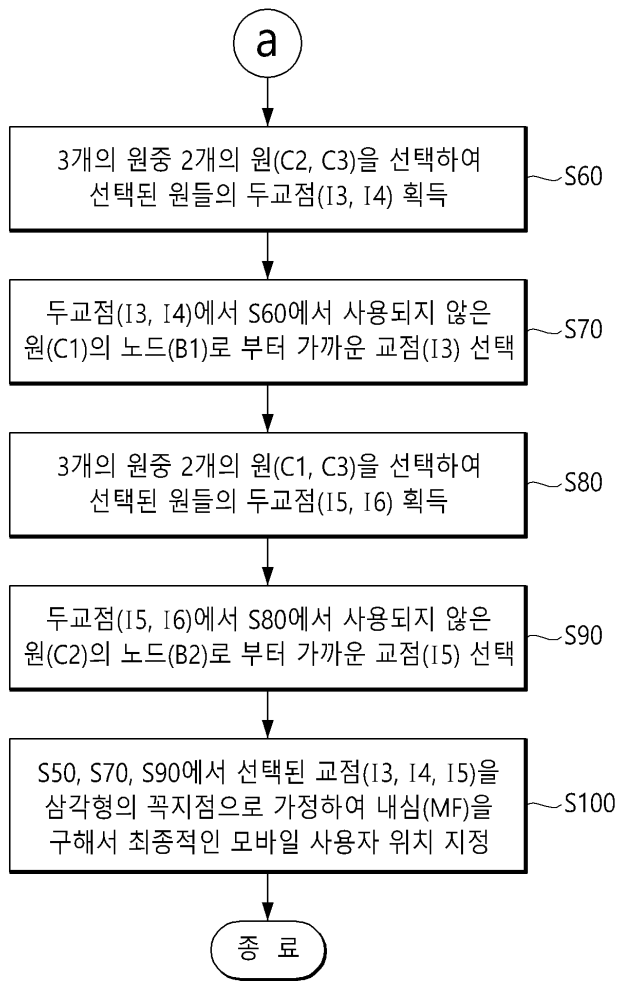 a
3개의 원중 2개의 원(C2, C3)을 선택하여
선택된 원들의 두교점(I3, I4) 획득
S60
두교점(I3, I4)에서 S60에서 사용되지 않은
원(C1)의 노드(B1)로 부터 가까운 교점(I3) 선택
S70
3개의 원중 2개의 원(C1, C3)을 선택하여
선택된 원들의 두교점(I5, I6) 획득
S80
두교점(I5, I6)에서 S80에서 사용되지 않은
원(C2)의 노드(B2)로 부터 가까운 교점(I5) 선택
S90
S50, S70, S90에서 선택된 교점(I3, I4, I5)을
삼각형의 꼭지점으로 가정하여 내심(MF)을
구해서 최종적인 모바일 사용자 위치 지정
S100
종 료